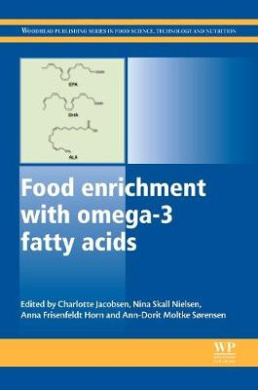 WOODHEAD PUBLISHING SERIES IN FOOD SCIENCE, TECHNOLOGY AND NUTRITION
EPA
DHA
ALA
Food enrichment
with omega-3
fatty acids
Edited by Charlotte Jacobsen, Nina Skall Nielsen,
Anna Frisenfeldt Horn and Ann-Dorit Moltke Sørensen
WP